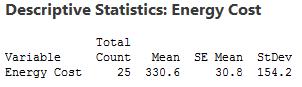 Descriptive Statistics: Energy Cost
Total
Variable Count Mean SE Mean StDev
Energy Cost 25 330.6 30.8 154.2